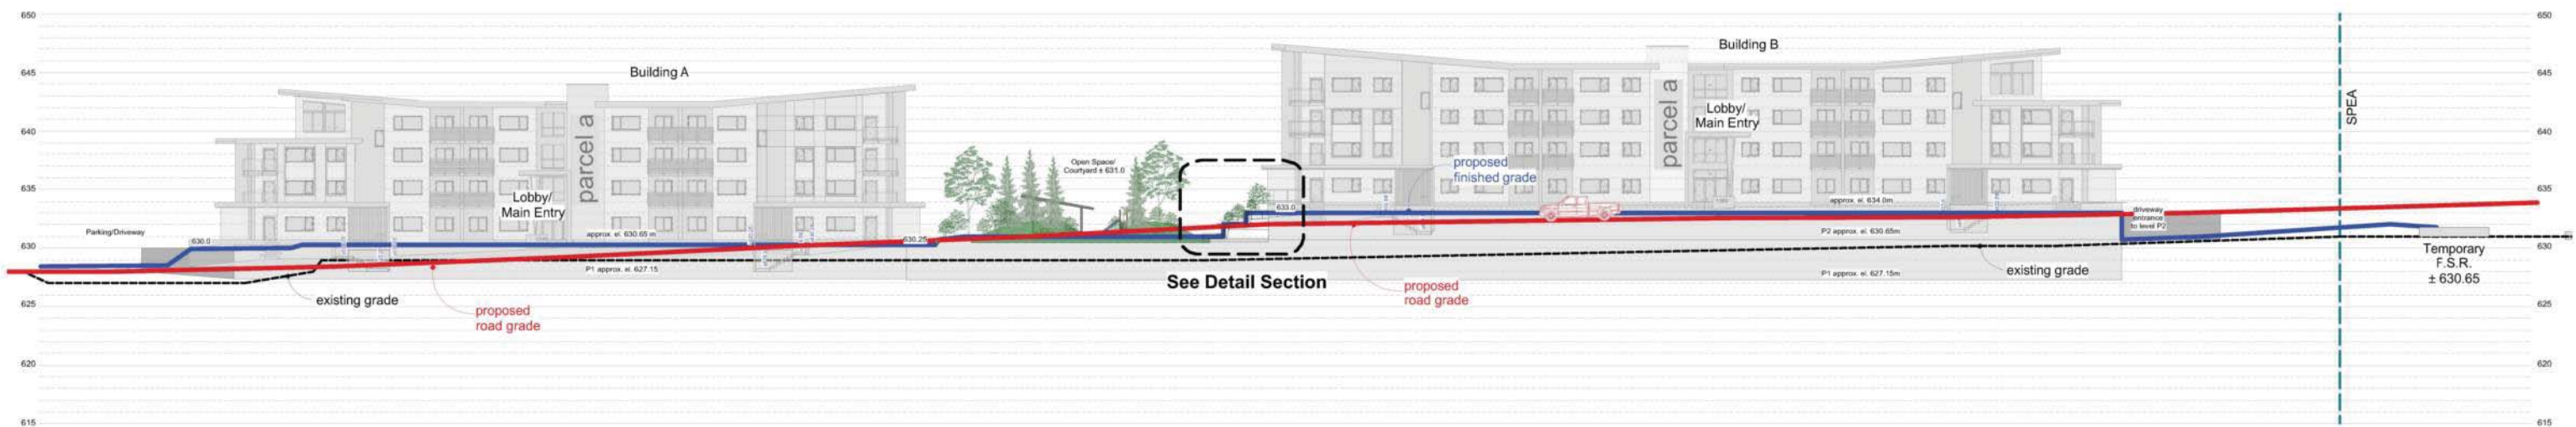 650
650
Building B
Building A
645
645
parcel a
Lobby/
Main Entry
SPEA
640
640
parcel a
Open Space/
Courtyard ± 631.0
proposed
finished grade
635
635
Lobby/
Main Entry
approx. el. 634.0m
633.0
driveway
entrance
to level P2
Parking/Driveway
630.0
approx. el. 630.65 m
630.25
P2 approx. el. 630.65m
630
630
P1 approx. el. 627.15
P1 approx. el. 627.15m
existing grade
Temporary
F.S.R.
± 630.65
See Detail Section
existing grade
proposed
road grade
625
625
proposed
road grade
620
620
615
615